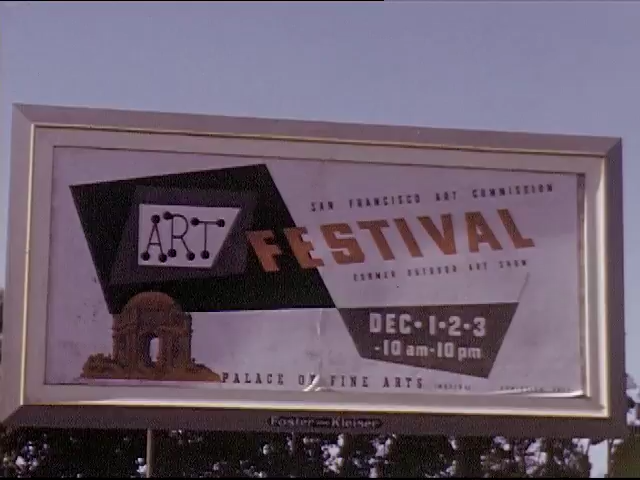 SAN FRANCISCO ART COMMISSION
ART
FESTIVAL
FORMER OUTDOOR ART SHOW
DEC•1•2•3
-10 am-10 pm
PALACE OF FINE ARTS
Foster and Kleiser